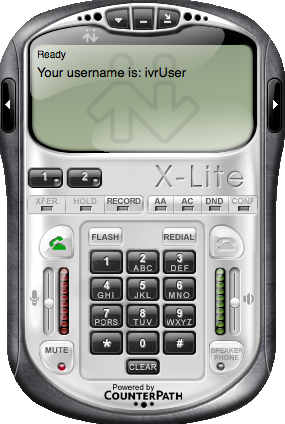 Ready
Your username is: ivrUser
1 2 X-Lite
XFER HOLD RECORD AA AC DND CONF
FLASH REDIAL
1 2 ABC 3 DEF
4 GHI 5 JKL 6 MNO
7 PQRS 8 TUV 9 WXYZ
* 0 #
MUTE CLEAR SPEAKER PHONE
Powered by
COUNTERPATH